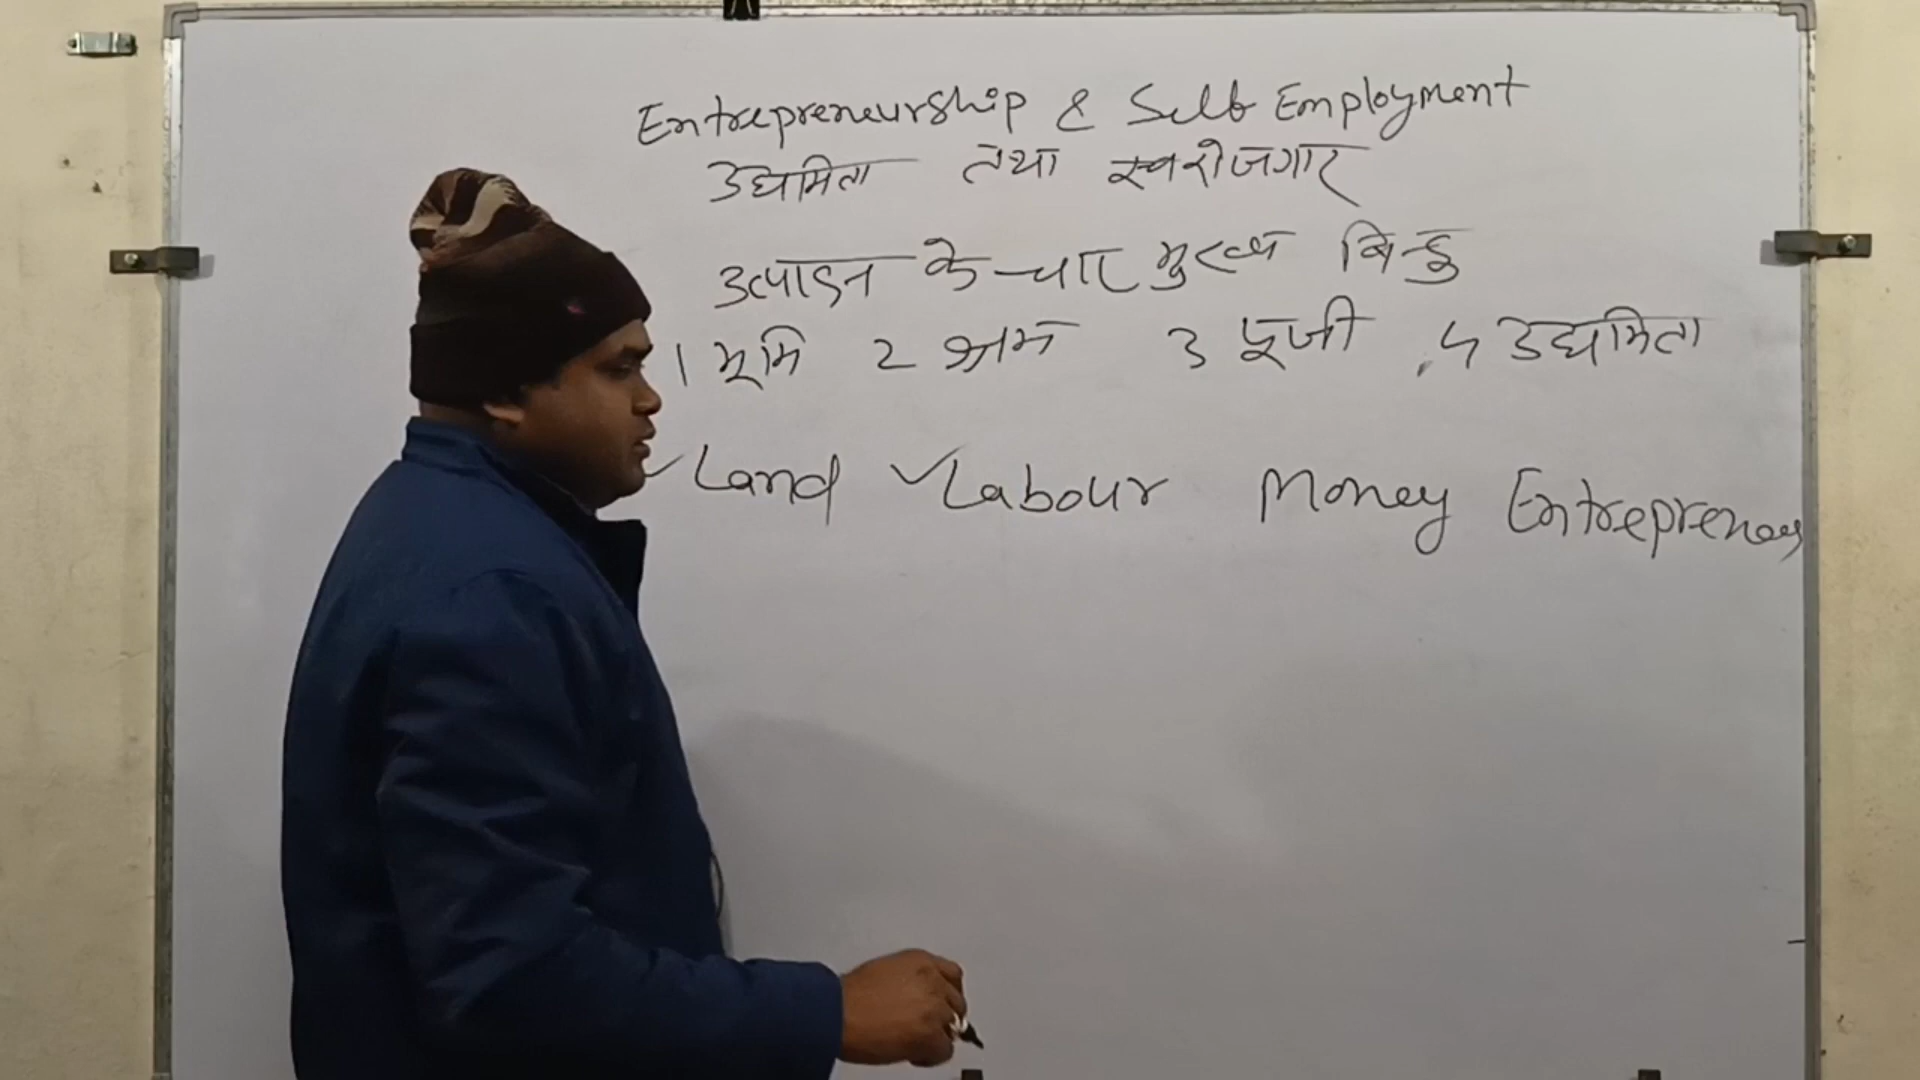 Entrepreneurship & Self Employment
उद्यमिता तथा स्वरोजगार
उत्पादन के चार मुख्य बिन्दु
1 भूमि 2 श्रम 3 पूंजी .4 उद्यमिता
Land Labour Money